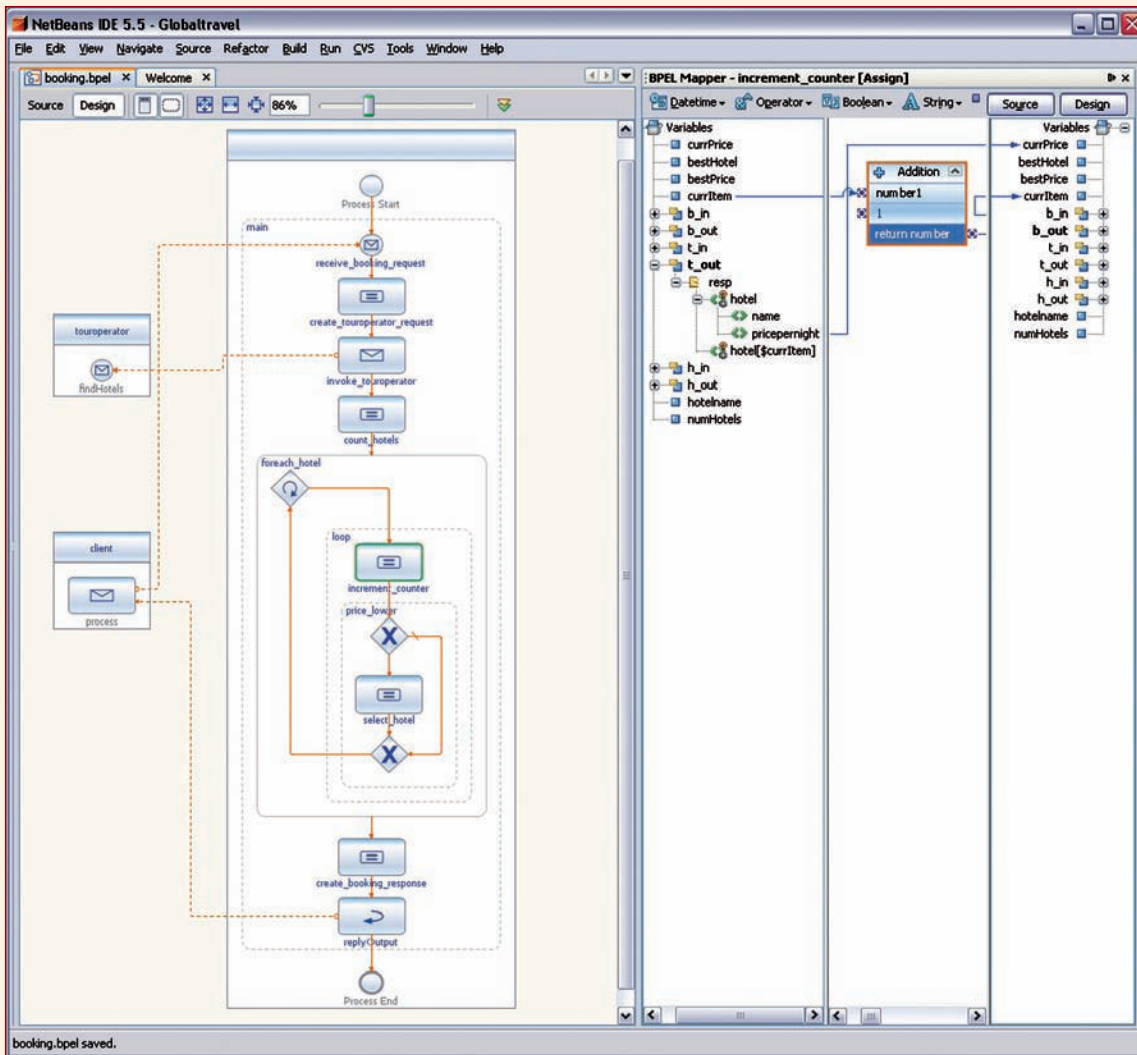 NetBeans IDE 5.5 - Globaltravel
File Edit View Navigate Source Refactor Build Run CVS Tools Window Help
booking.bpel Welcome
Source Design 86%
Process Start
main
receive_booking_request
create_touroperator_request
touroperator
findHotels
invoke_touroperator
count_hotels
foreach_hotel
loop
client
process
increment_counter
price_lower
select_hotel
create_booking_response
replyOutput
Process End
BPEL Mapper - increment_counter [Assign]
Datetime Operator Boolean String Source Design
Variables
currPrice
bestHotel
bestPrice
currItem
b_in
b_out
t_in
t_out
resp
hotel
name
pricepernight
hotel[$currItem]
h_in
h_out
hotelname
numHotels
Addition
number1
1
return number
Variables
currPrice
bestHotel
bestPrice
currItem
b_in
b_out
t_in
t_out
h_in
h_out
hotelname
numHotels
booking.bpel saved.